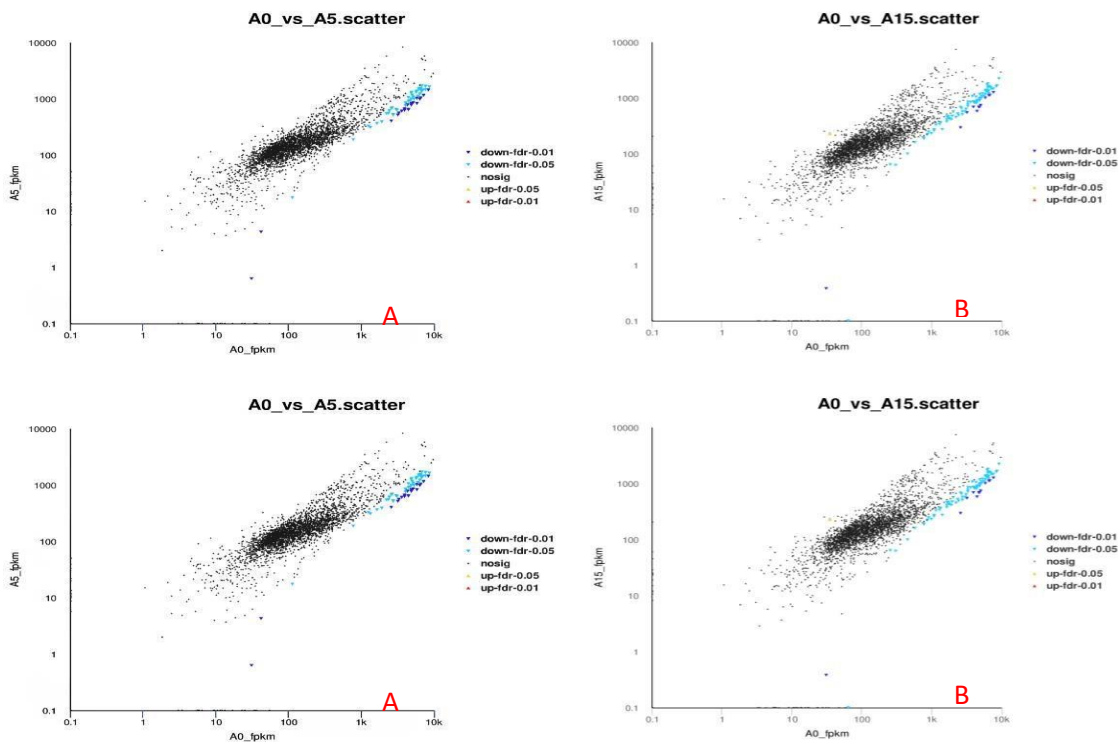 A0_vs_A5.scatter
10000
1000
100
10
1
0.1
A5_fpkm
0.1
1
10
100
1k
10k
A0_fpkm
down-fdr-0.01
down-fdr-0.05
nosig
up-fdr-0.05
up-fdr-0.01
A
A0_vs_A15.scatter
10000
1000
100
10
1
0.1
A15_fpkm
0.1
1
10
100
1k
10k
A0_fpkm
down-fdr-0.01
down-fdr-0.05
nosig
up-fdr-0.05
up-fdr-0.01
B
A0_vs_A5.scatter
10000
1000
100
10
1
0.1
A5_fpkm
0.1
1
10
100
1k
10k
A0_fpkm
down-fdr-0.01
down-fdr-0.05
nosig
up-fdr-0.05
up-fdr-0.01
A
A0_vs_A15.scatter
10000
1000
100
10
1
0.1
A15_fpkm
0.1
1
10
100
1k
10k
A0_fpkm
down-fdr-0.01
down-fdr-0.05
nosig
up-fdr-0.05
up-fdr-0.01
B